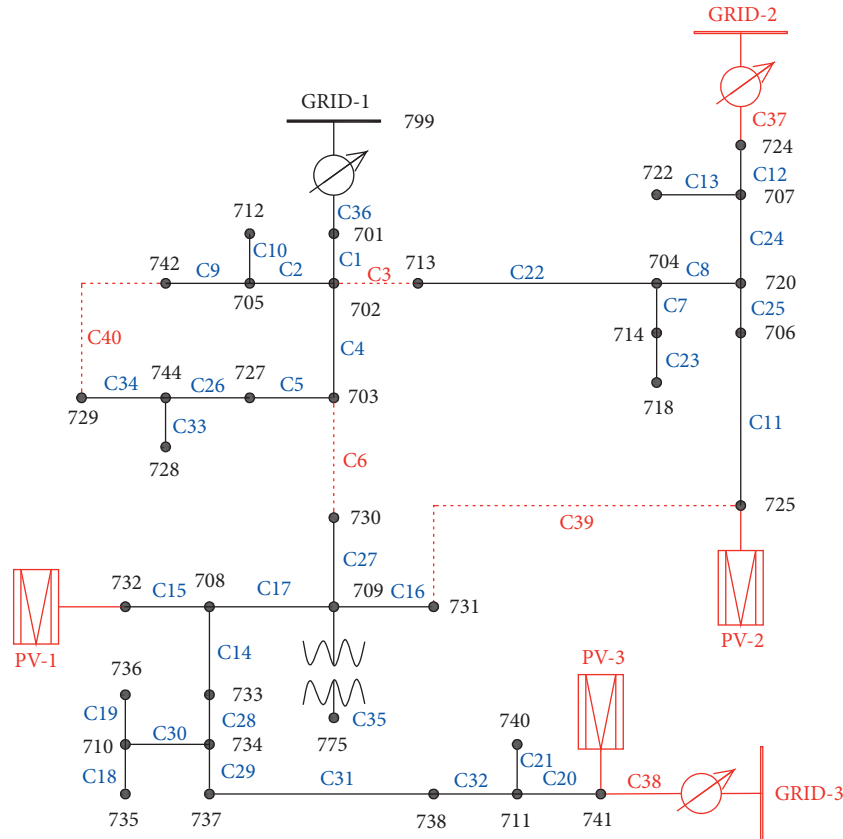 GRID-2
GRID-1
799
C37
724
722
C13
C12
707
712
C36
701
C10
C24
742
C9
C2
C1
C3
713
C22
704
C8
720
705
702
C25
C7
706
C40
C4
714
C23
744
727
C34
C26
C5
703
718
729
C33
C11
728
C6
725
730
C39
C27
732
708
C15
C17
709
C16
731
PV-1
PV-2
C14
PV-3
736
733
C19
C28
775
C35
740
710
C30
734
C21
C18
C29
C31
C32
C20
C38
GRID-3
735
737
738
711
741